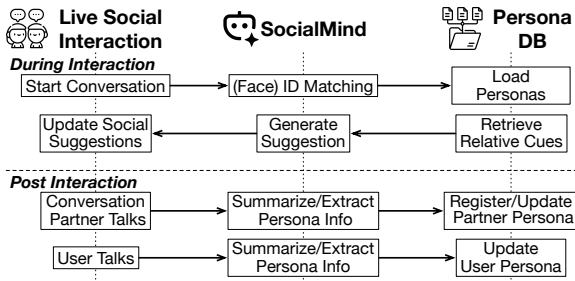 Live Social
Interaction
SocialMind
Persona
DB
During Interaction
Start Conversation
(Face) ID Matching
Load
Personas
Update Social
Suggestions
Generate
Suggestion
Retrieve
Relative Cues
Post Interaction
Conversation
Partner Talks
Summarize/Extract
Persona Info
Register/Update
Partner Persona
User Talks
Summarize/Extract
Persona Info
Update
User Persona